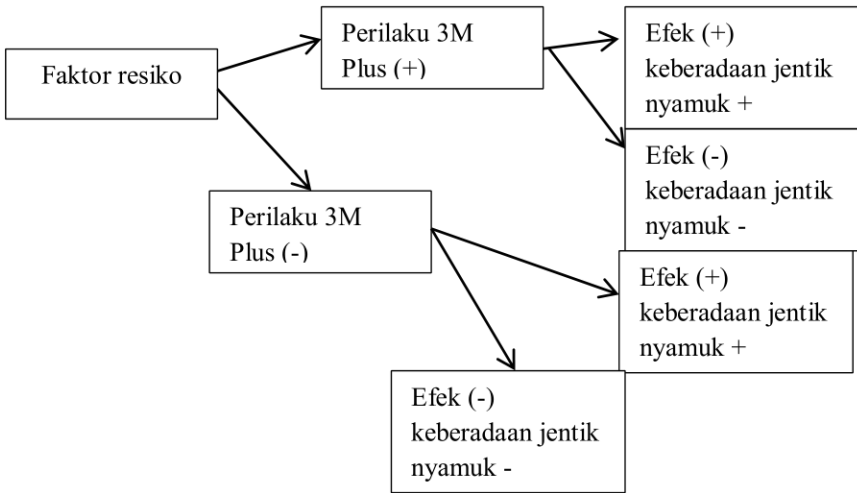 Faktor resiko
Perilaku 3M
Plus (+)
Efek (+)
keberadaan jentik
nyamuk +
Efek (-)
keberadaan jentik
nyamuk -
Perilaku 3M
Plus (-)
Efek (+)
keberadaan jentik
nyamuk +
Efek (-)
keberadaan jentik
nyamuk -